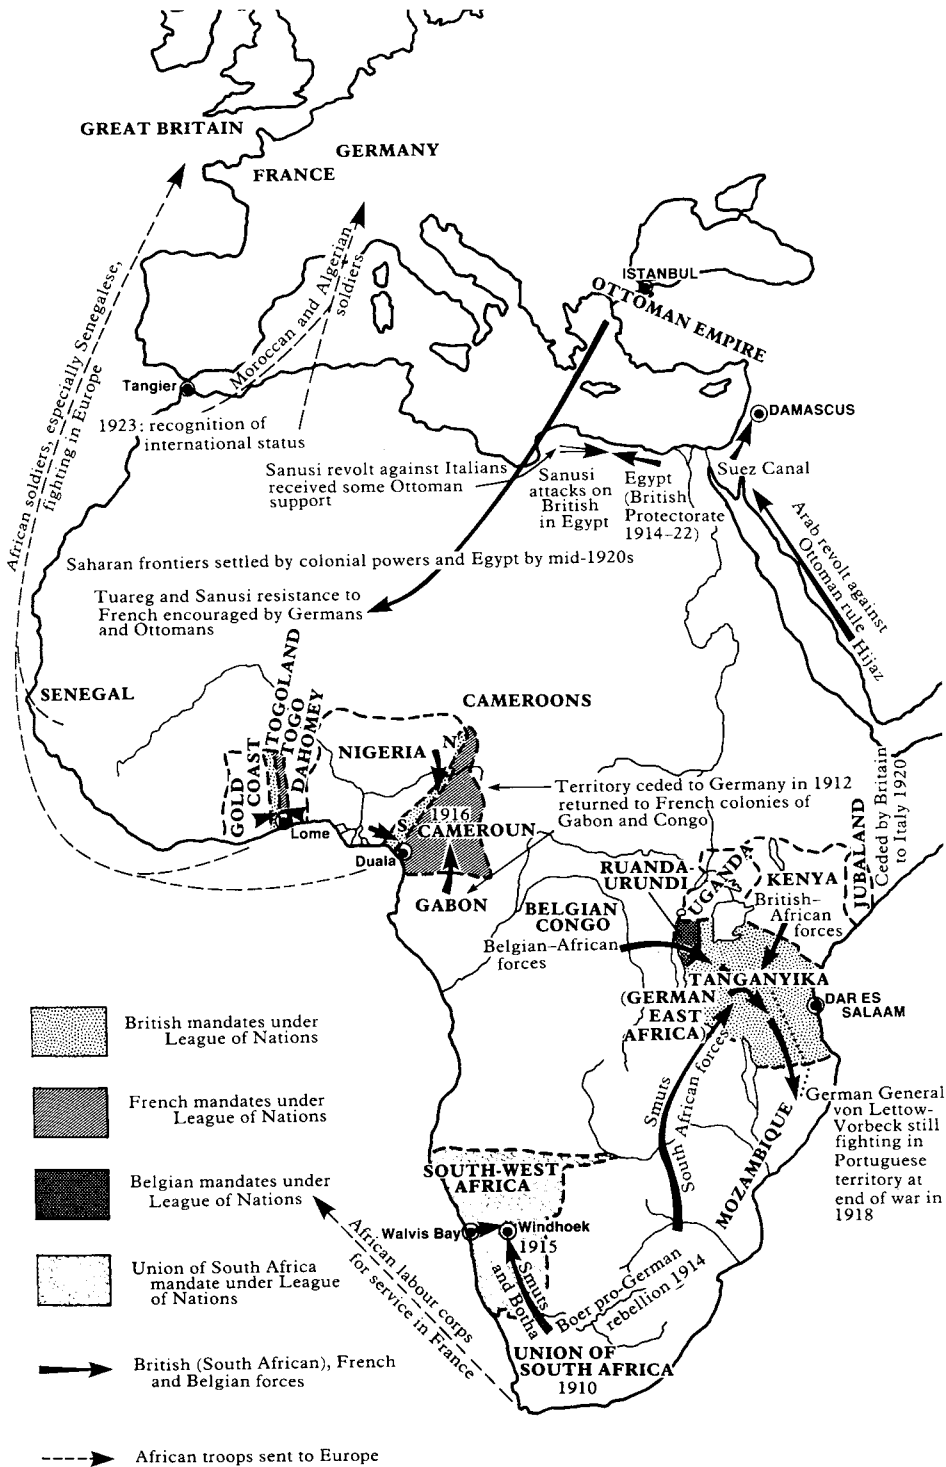 GREAT BRITAIN
GERMANY
FRANCE
African soldiers, especially Senegalese,
fighting in Europe
Moroccan and Algerian
soldiers
ISTANBUL
OTTOMAN EMPIRE
Tangier
1923: recognition of
international status
DAMASCUS
Sanusi revolt against Italians
received some Ottoman
support
Sanusi
attacks on
British
in Egypt
Egypt
(British
Protectorate
1914-22)
Suez Canal
Arab revolt against
Ottoman rule
Hijaz
Saharan frontiers settled by colonial powers and Egypt by mid-1920s
Tuareg and Sanusi resistance to
French encouraged by Germans
and Ottomans
SENEGAL
GOLD
COAST
TOGOLAND
TOGO
DAHOMEY
Lome
NIGERIA
N
S
CAMEROONS
1916
CAMEROUN
Duala
GABON
Territory ceded to Germany in 1912
returned to French colonies of
Gabon and Congo
RUANDA-
URUNDI
UGANDA
KENYA
JUBALAND
Ceded by Britain
to Italy 1920
British-
African
forces
BELGIAN
CONGO
Belgian-African
forces
TANGANYIKA
(GERMAN
EAST
AFRICA)
DAR ES
SALAAM
Smuts
South African forces
MOZAMBIQUE
German General
von Lettow-
Vorbeck still
fighting in
Portuguese
territory at
end of war in
1918
SOUTH-WEST
AFRICA
Walvis Bay
Windhoek
1915
Smuts
and Botha
Boer pro-German
rebellion 1914
UNION OF
SOUTH AFRICA
1910
African labour corps
for service in France
British mandates under
League of Nations
French mandates under
League of Nations
Belgian mandates under
League of Nations
Union of South Africa
mandate under League
of Nations
British (South African), French
and Belgian forces
African troops sent to Europe